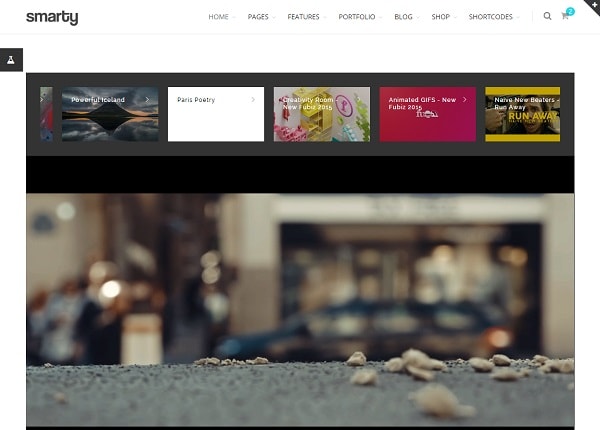 smarty
HOME
PAGES
FEATURES
PORTFOLIO
BLOG
SHOP
SHORTCODES
2
Powerful Iceland
Paris Poetry
Creativity Room -
New Fubiz 2015
Animated GIFS - New
Fubiz 2015
fubiz
Naive New Beaters -
Run Away
RUN AWAY